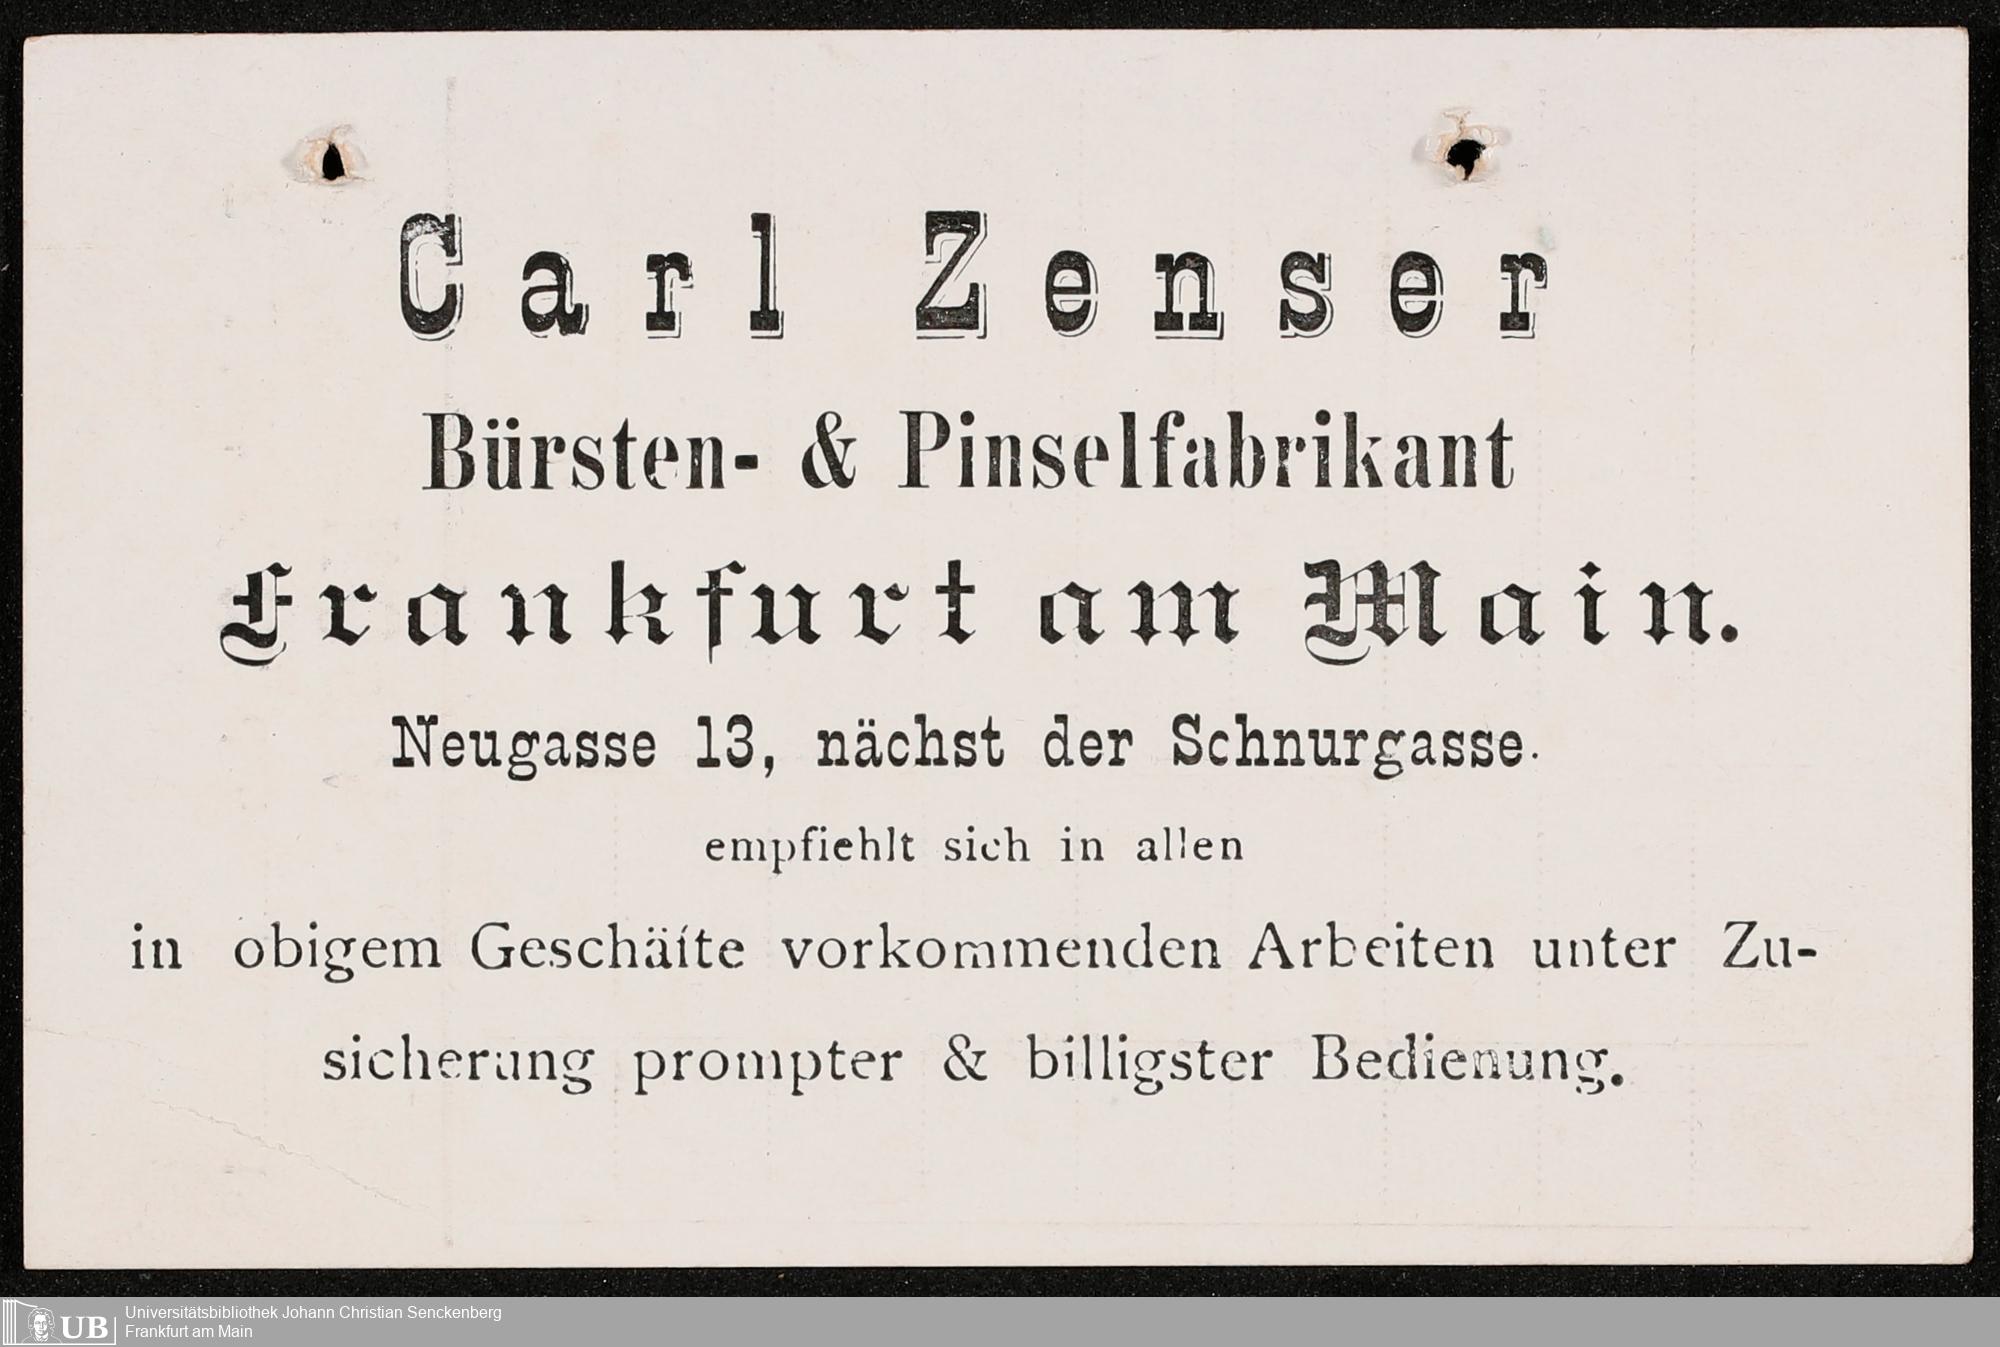 Carl Zenser
Bürsten- & Pinselfabrikant
Frankfurt am Main.
Neugasse 13, nächst der Schnurgasse.
empfiehlt sich in allen
in obigem Geschäfte vorkommenden Arbeiten unter Zu-
sicherung prompter & billigster Bedienung.
UB
Universitätsbibliothek Johann Christian Senckenberg
Frankfurt am Main